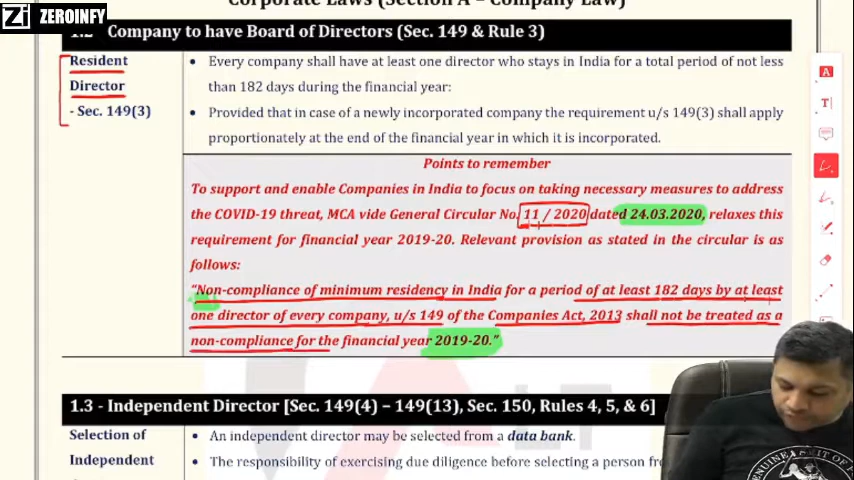 Zi ZEROINFY
Corporate Laws (Section A – Company Law)
1.2 Company to have Board of Directors (Sec. 149 & Rule 3)
Resident
Director
- Sec. 149(3)
• Every company shall have at least one director who stays in India for a total period of not less
than 182 days during the financial year:
• Provided that in case of a newly incorporated company the requirement u/s 149(3) shall apply
proportionately at the end of the financial year in which it is incorporated.
Points to remember
To support and enable Companies in India to focus on taking necessary measures to address
the COVID-19 threat, MCA vide General Circular No. 11 / 2020 dated 24.03.2020, relaxes this
requirement for financial year 2019-20. Relevant provision as stated in the circular is as
follows:
"Non-compliance of minimum residency in India for a period of at least 182 days by at least
one director of every company, u/s 149 of the Companies Act, 2013 shall not be treated as a
non-compliance for the financial year 2019-20."
1.3 - Independent Director [Sec. 149(4) – 149(13), Sec. 150, Rules 4, 5, & 6]
Selection of
Independent
• An independent director may be selected from a data bank.
• The responsibility of exercising due diligence before selecting a person